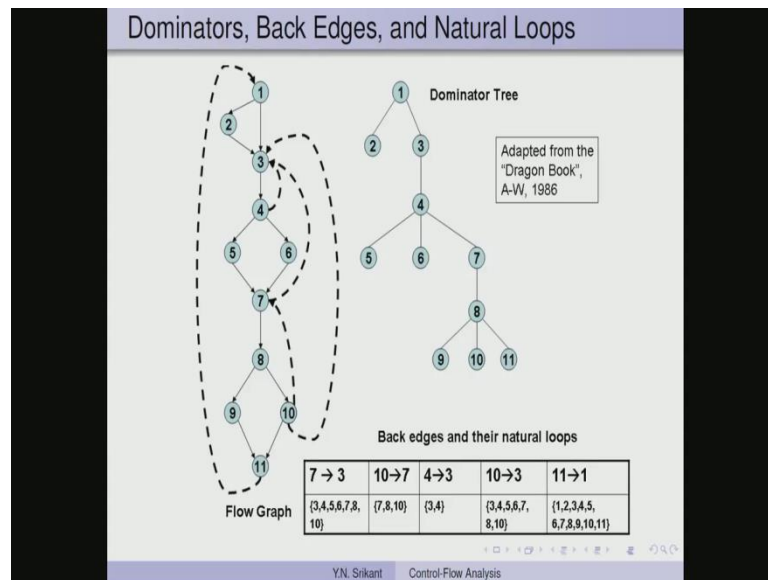 Dominators, Back Edges, and Natural Loops
1
2
3
4
5
6
7
8
9
10
11
Flow Graph
1
Dominator Tree
2
3
4
5
6
7
8
9
10
11
Adapted from the
"Dragon Book",
A-W, 1986
Back edges and their natural loops
7 → 3 10→7 4→3 10→3 11→1
{3,4,5,6,7,8, {7,8,10} {3,4} {3,4,5,6,7, {1,2,3,4,5,
10} 8,10} 6,7,8,9,10,11}
Y.N. Srikant Control-Flow Analysis